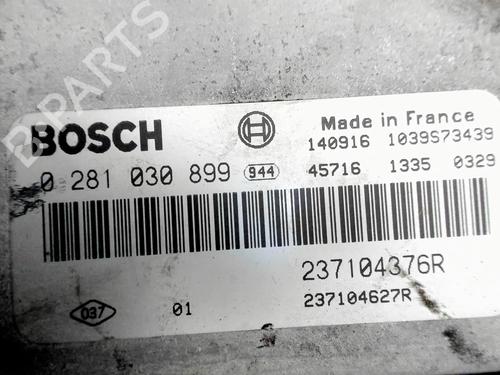 B PARTS
BOSCH
Made in France
140916 1039S73439
0 281 030 899 944 45716 1335 0329
237104376R
037 01 237104627R